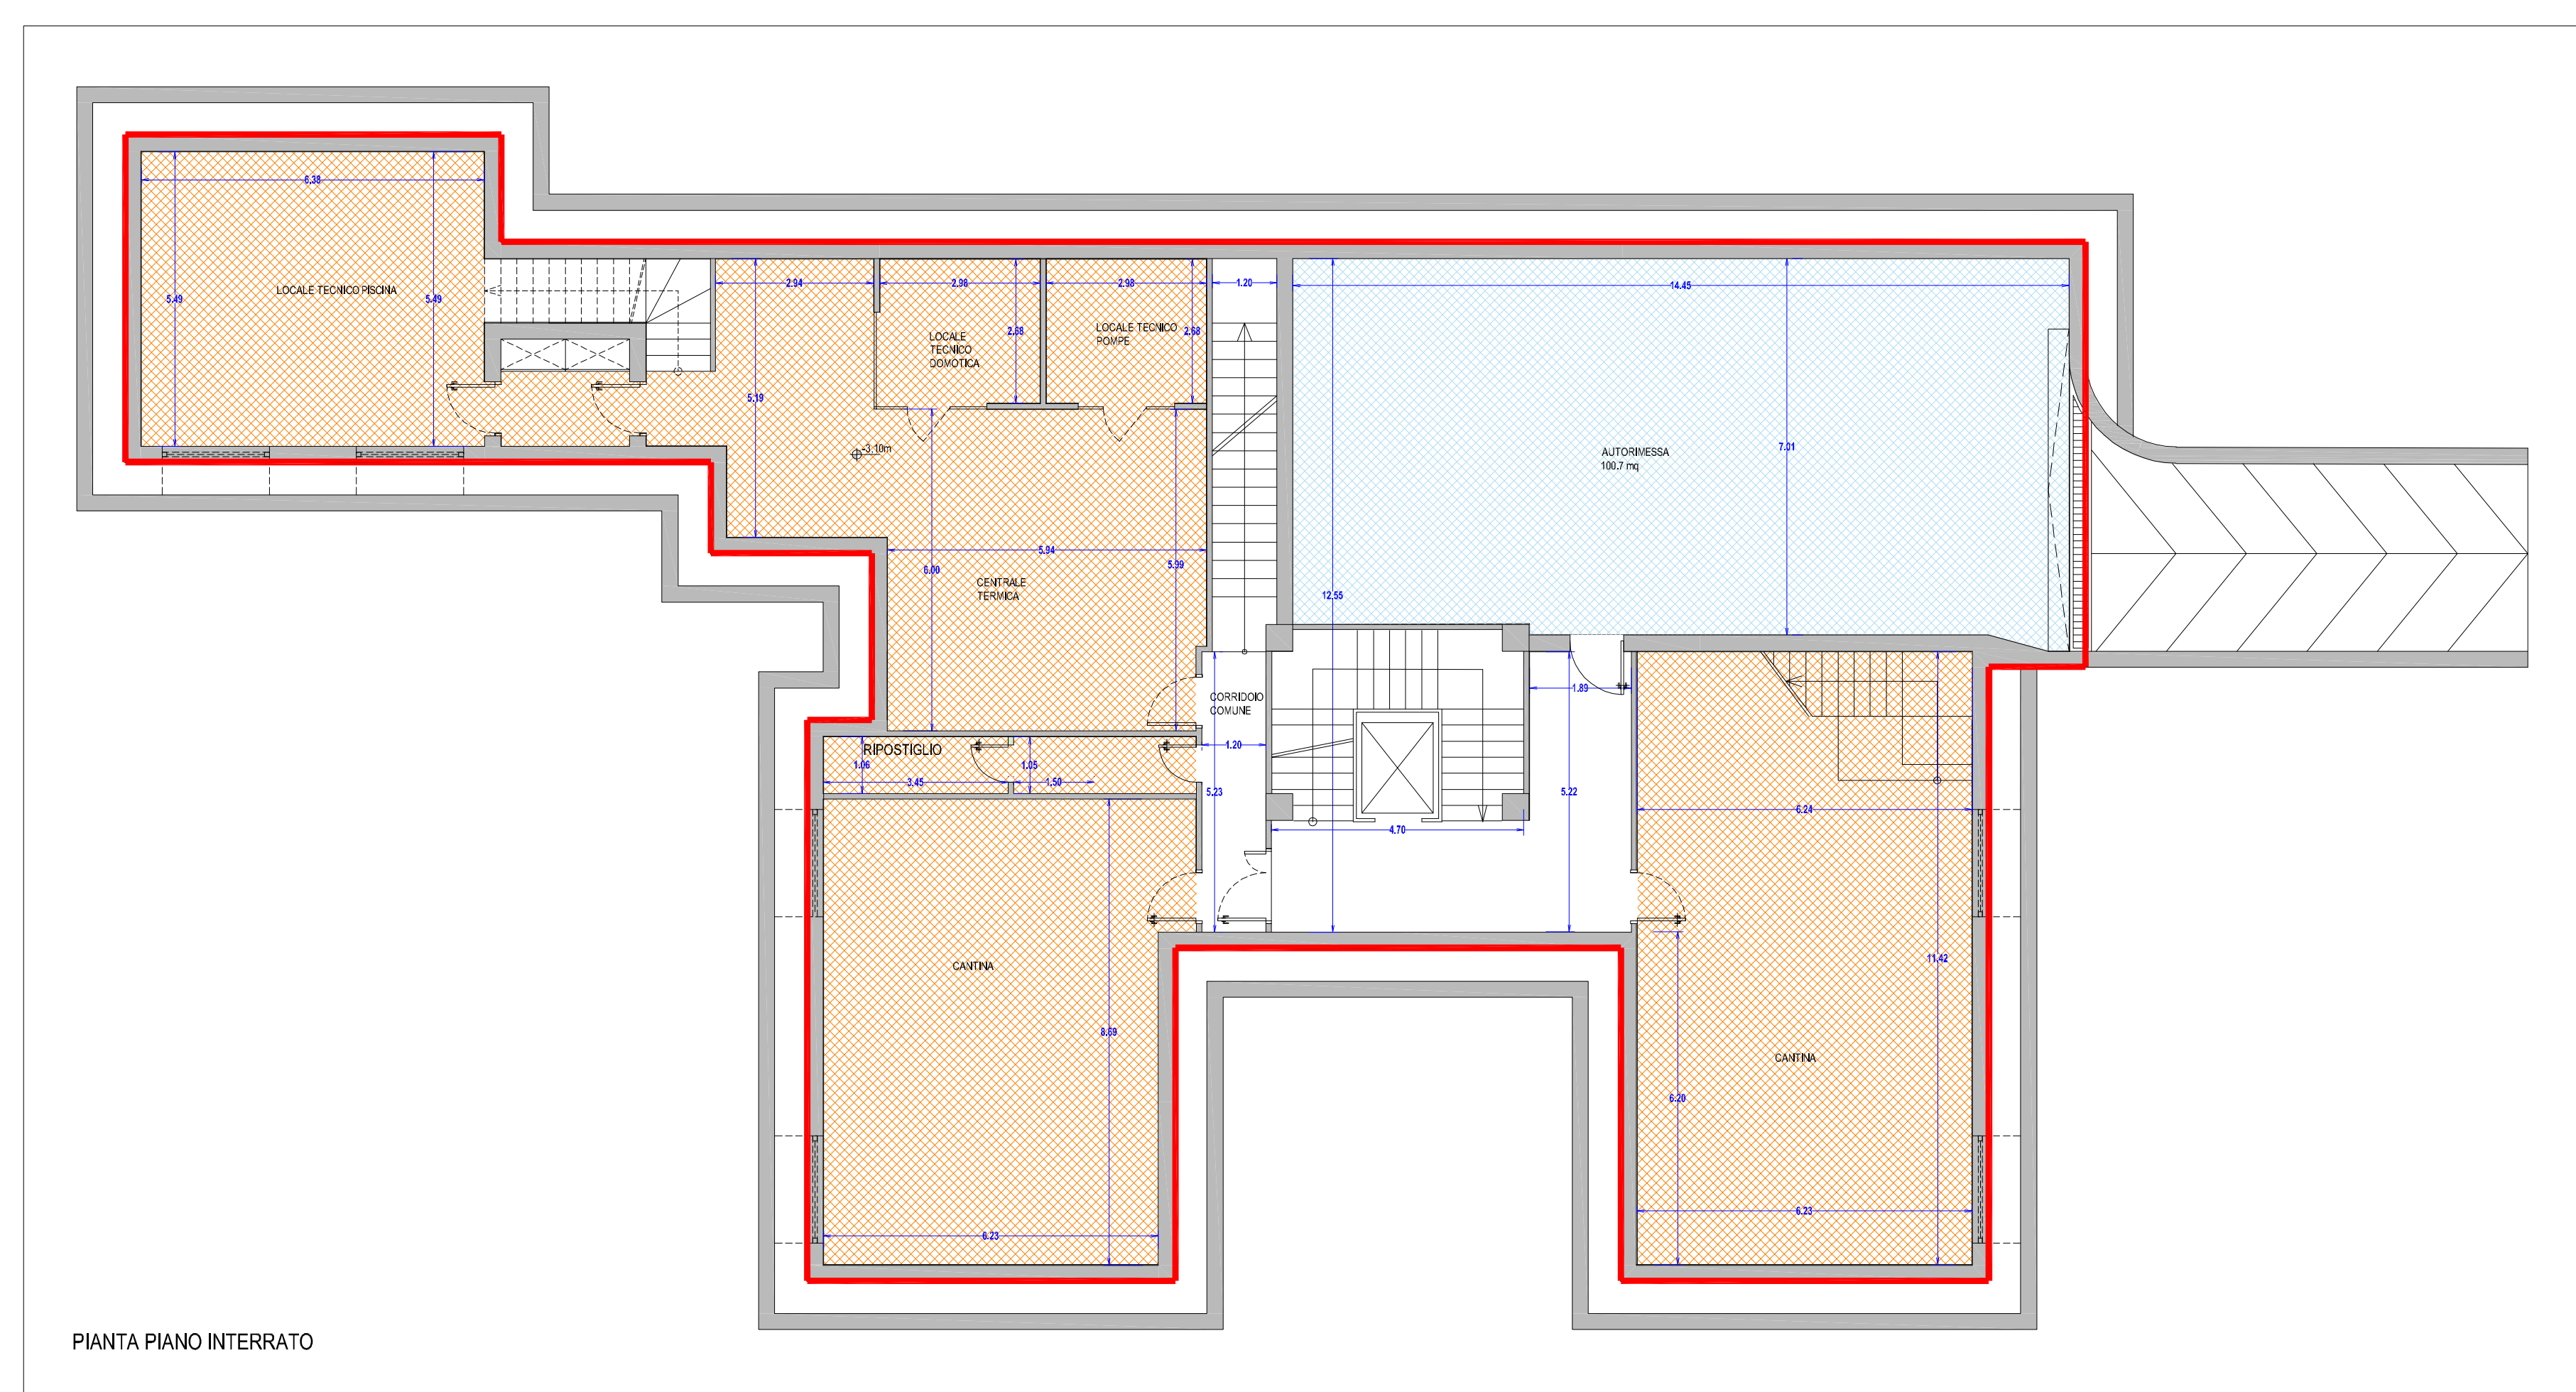 6.38
LOCALE TECNICO PISCINA
5.49
5.49
2.94
2.98
2.98
1.20
14.45
LOCALE
TECNICO
DOMOTICA
2.68
LOCALE TECNICO
POMPE
2.68
5.19
-3,10m
AUTORIMESSA
100.7 mq
7.01
5.94
6.00
5.99
CENTRALE
TERMICA
12.55
CORRIDOIO
COMUNE
1.89
RIPOSTIGLIO
1.06
3.45
1.05
1.50
1.20
5.23
5.22
4.70
6.24
CANTINA
8.69
6.23
11.42
CANTINA
6.20
6.23
PIANTA PIANO INTERRATO